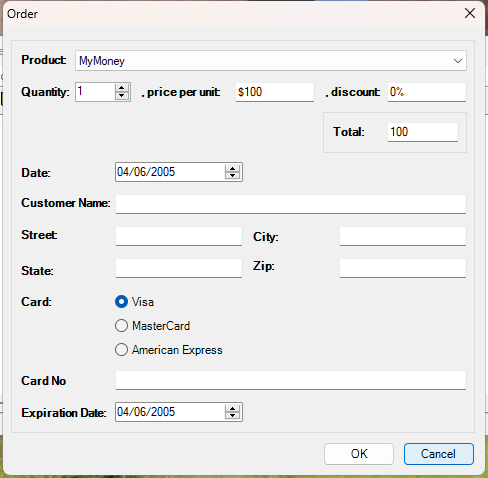 Order
Product: MyMoney
Quantity: 1 , price per unit: $100 , discount: 0%
Total: 100
Date: 04/06/2005
Customer Name:
Street: City:
State: Zip:
Card: Visa
MasterCard
American Express
Card No
Expiration Date: 04/06/2005
OK Cancel